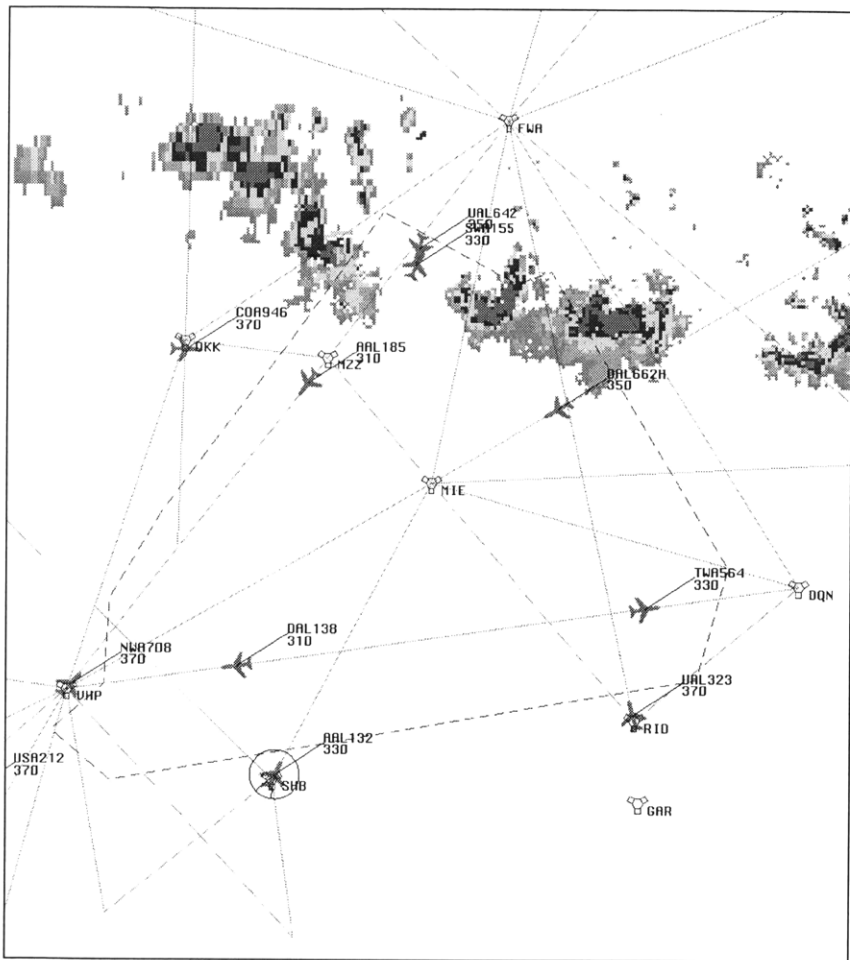 FWA
UAL642
350
SWA155
330
COA946
370
OKK
AAL185
310
MZZ
DAL662H
350
MIE
TWA564
330
DQN
DAL138
310
NWA708
370
VHP
UAL323
370
RID
AAL132
330
USA212
370
SHB
GAR